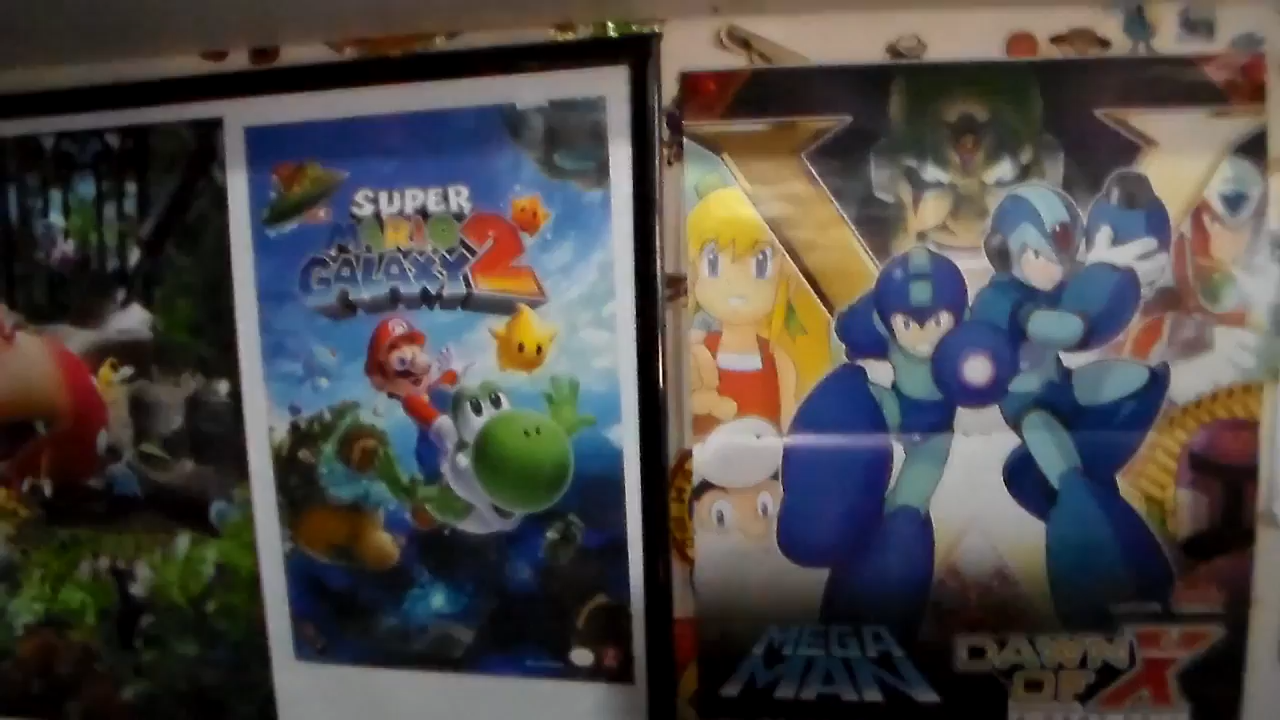 SUPER
MARIO
GALAXY 2
MEGA
MAN
DAWN
OF X